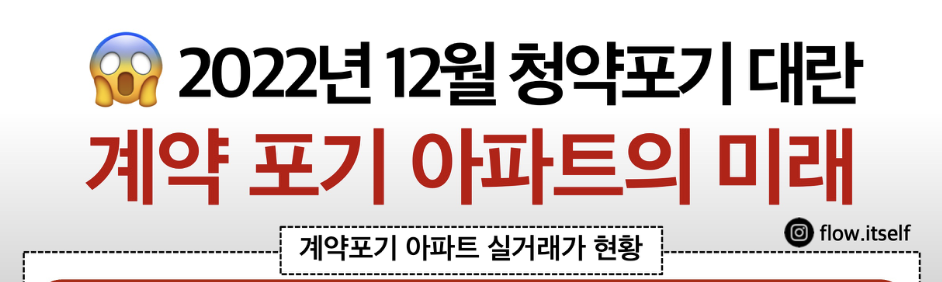 😱 2022년 12월 청약포기 대란
계약 포기 아파트의 미래
flow.itself
계약포기 아파트 실거래가 현황